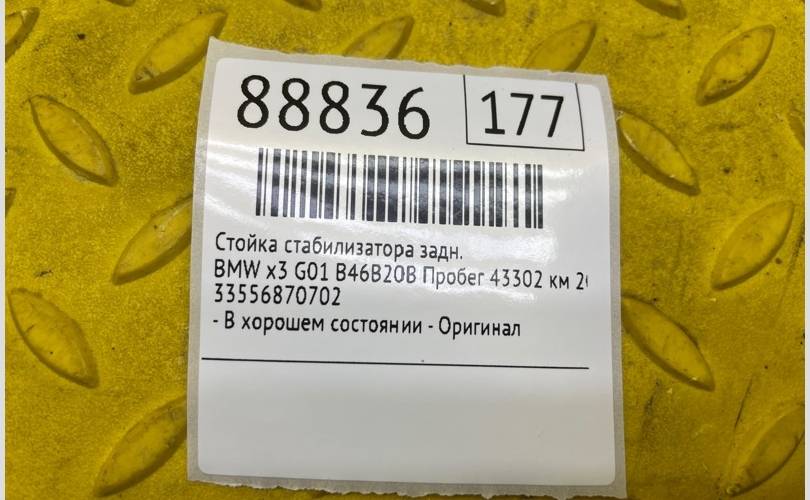 88836
177
Стойка стабилизатора задн.
BMW x3 G01 B46B20B Пробег 43302 км
33556870702
- В хорошем состоянии - Оригинал